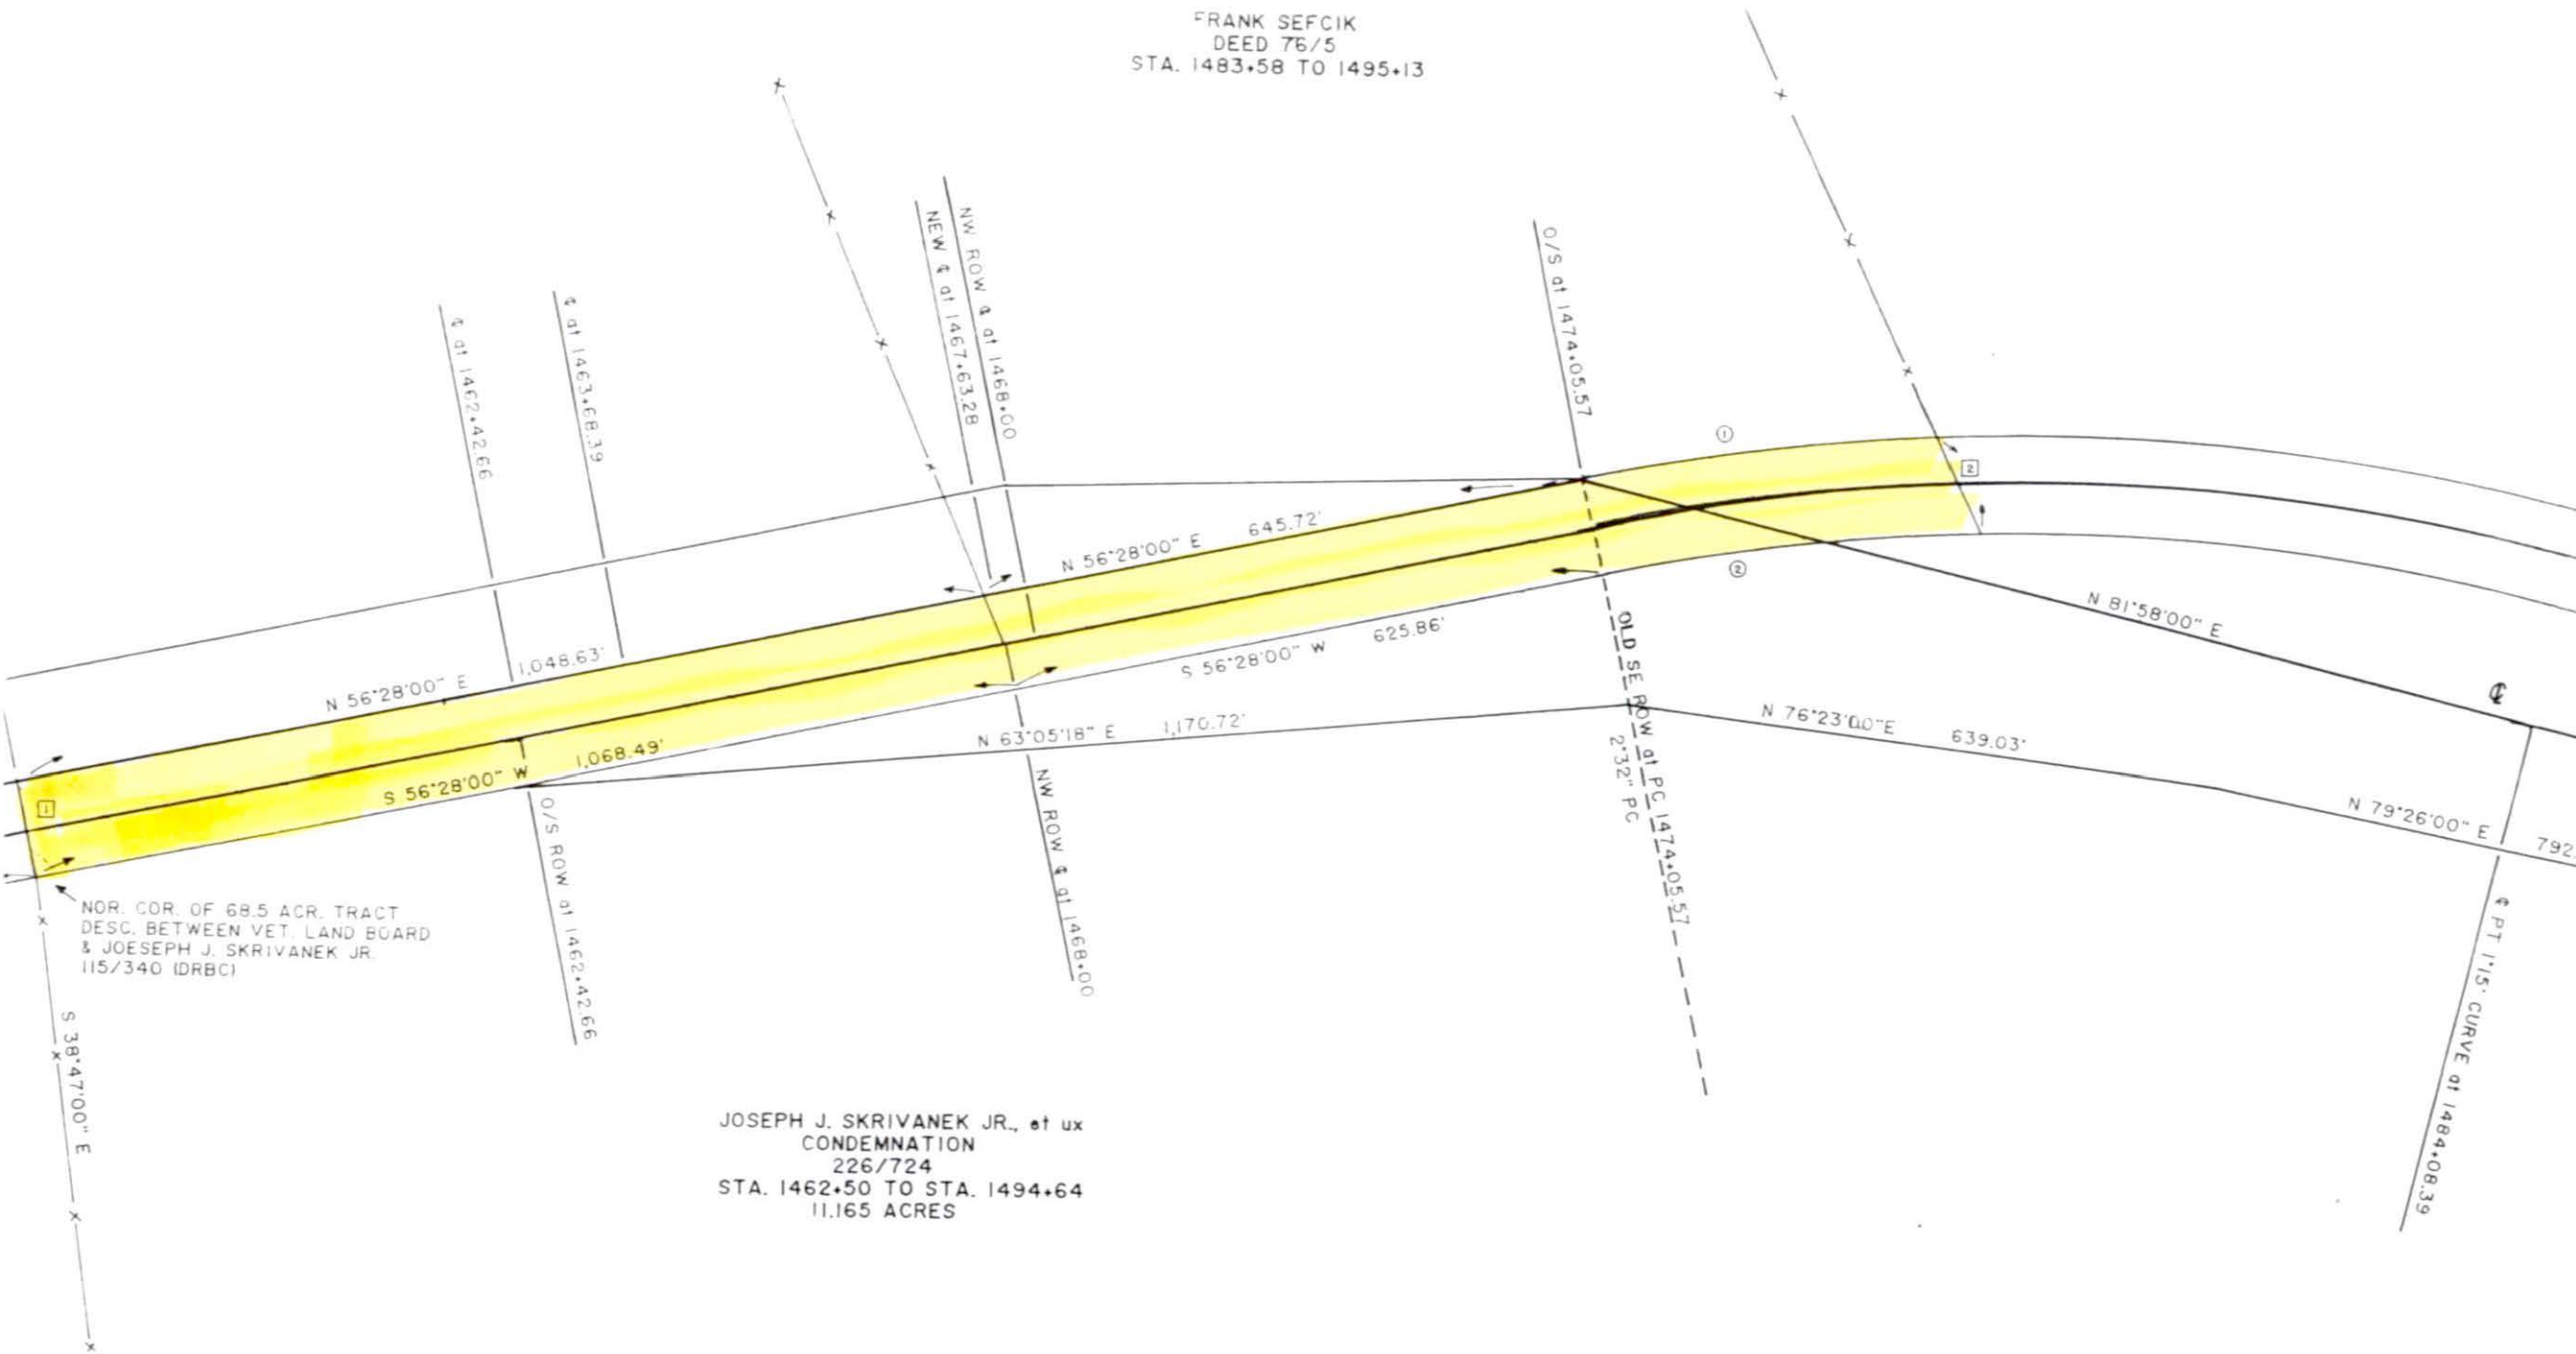 FRANK SEFCIK
DEED 76/5
STA. 1483+58 TO 1495+13
℄ at 1462+42.66
℄ at 1463+68.39
NEW ℄ at 1467+63.28
NW ROW ℄ at 1468+00
O/S at 1474+05.57
1
2
N 56°28'00" E 645.72'
N 56°28'00" E 1,048.63'
S 56°28'00" W 625.86'
S 56°28'00" W 1,068.49'
2
1
N 81°58'00" E
℄
N 63°05'18" E 1,170.72'
N 76°23'00"E 639.03'
N 79°26'00" E 792.
OLD SE ROW at PC 1474+05.57
2°32" PC
O/S ROW at 1462+42.66
NW ROW ℄ at 1468+00
℄ PT 1°15' CURVE at 1484+08.39
NOR. COR. OF 68.5 ACR. TRACT
DESC. BETWEEN VET. LAND BOARD
& JOESEPH J. SKRIVANEK JR.
115/340 (DRBC)
S 38°47'00" E
JOSEPH J. SKRIVANEK JR., et ux
CONDEMNATION
226/724
STA. 1462+50 TO STA. 1494+64
11.165 ACRES